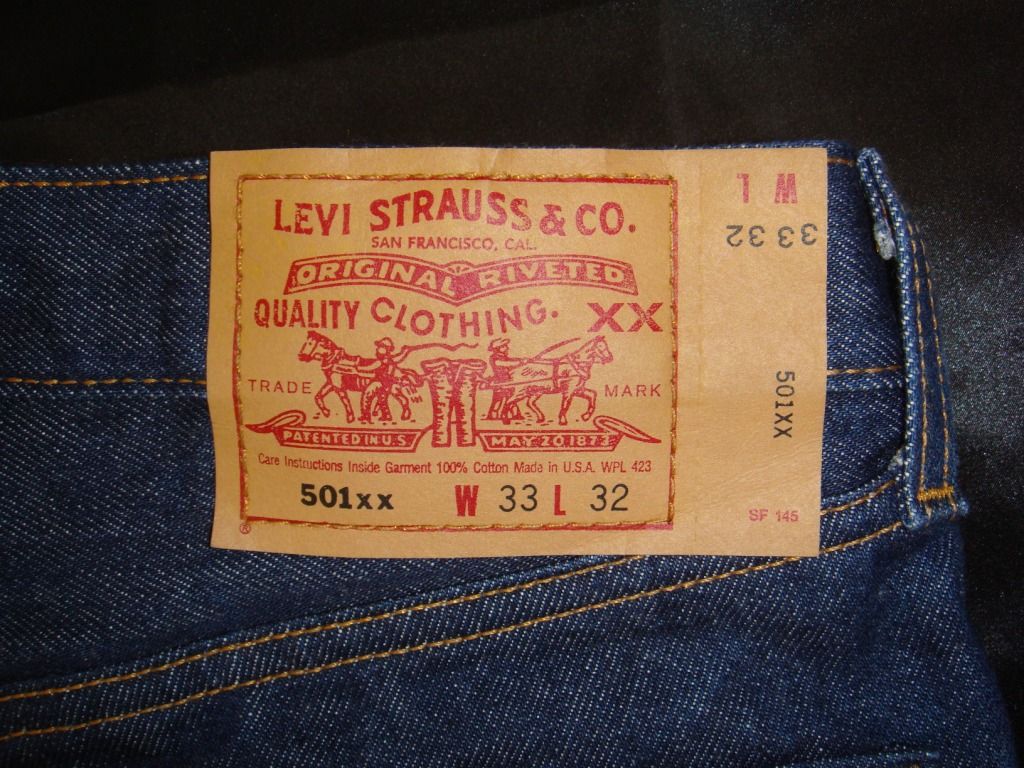 LEVI STRAUSS & CO.
SAN FRANCISCO, CAL.
ORIGINAL RIVETED
QUALITY CLOTHING. XX
TRADE MARK
PATENTED IN U.S. MAY 20, 1873
Care Instructions Inside Garment 100% Cotton Made in U.S.A. WPL 423
501xx W 33 L 32
®
W L
33 32
501XX
SF 145